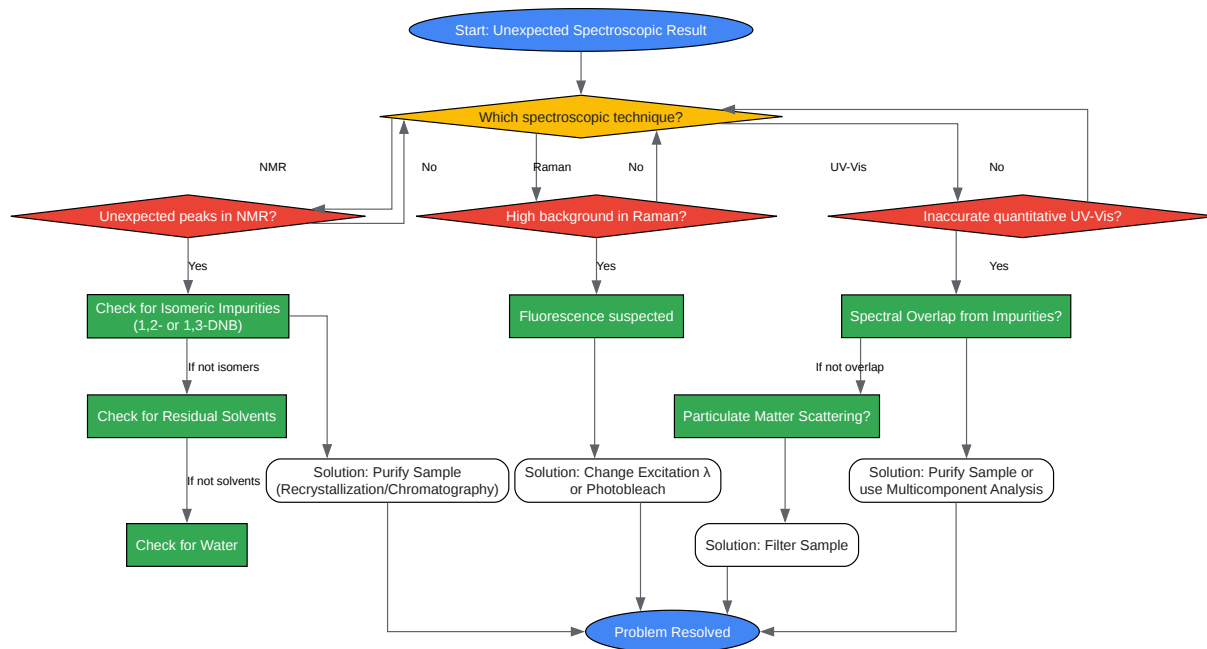 Start: Unexpected Spectroscopic Result
Which spectroscopic technique?
NMR
No
Raman
No
UV-Vis
No
Unexpected peaks in NMR?
High background in Raman?
Inaccurate quantitative UV-Vis?
Yes
Yes
Yes
Check for Isomeric Impurities
(1,2- or 1,3-DNB)
Fluorescence suspected
Spectral Overlap from Impurities?
If not isomers
If not overlap
Check for Residual Solvents
Particulate Matter Scattering?
If not solvents
Solution: Purify Sample
(Recrystallization/Chromatography)
Solution: Change Excitation λ
or Photobleach
Solution: Purify Sample or
use Multicomponent Analysis
Check for Water
Solution: Filter Sample
Problem Resolved